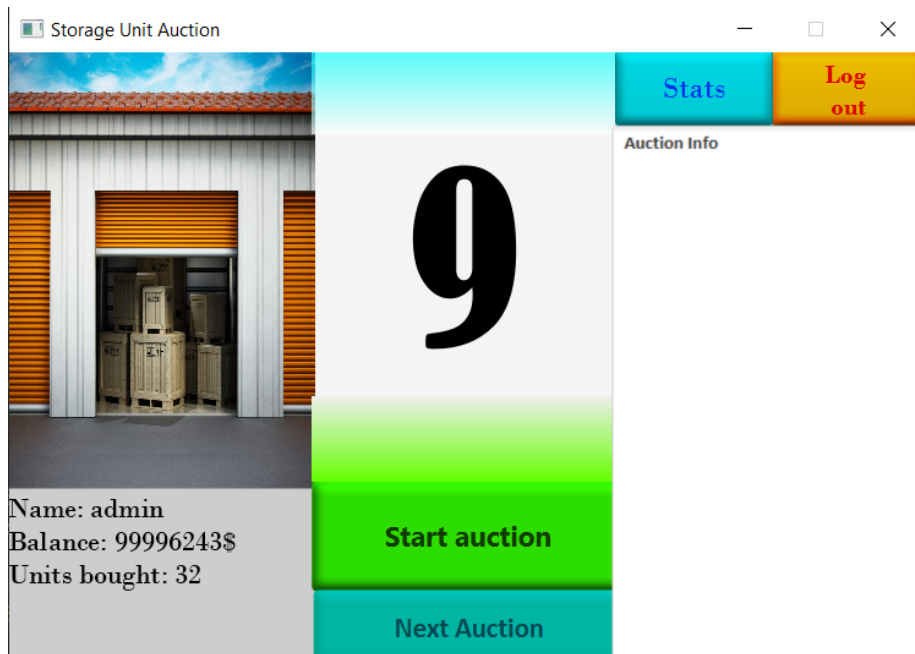 Storage Unit Auction
Stats
Log
out
Auction Info
9
Name: admin
Balance: 99996243$
Units bought: 32
Start auction
Next Auction